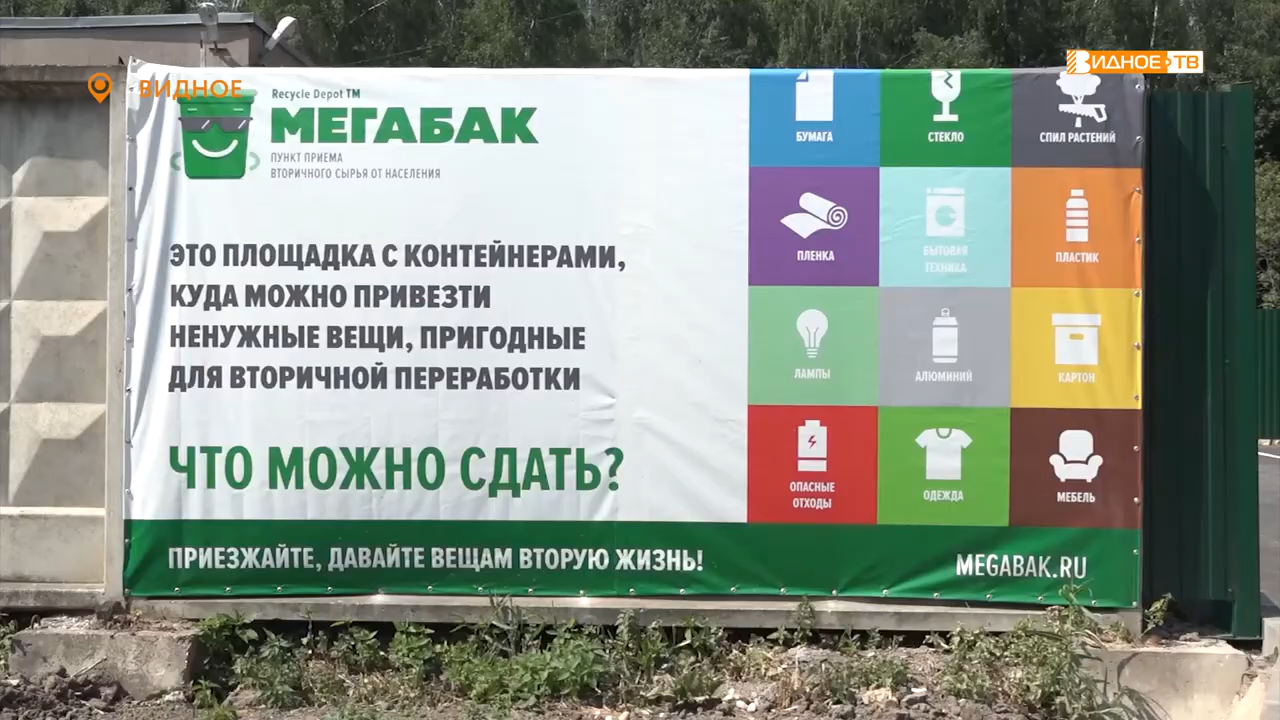 ВИДНОЕ
ВИДНОЕ ТВ
Recycle Depot TM
МЕГАБАК
ПУНКТ ПРИЕМА
ВТОРИЧНОГО СЫРЬЯ ОТ НАСЕЛЕНИЯ
ЭТО ПЛОЩАДКА С КОНТЕЙНЕРАМИ,
КУДА МОЖНО ПРИВЕЗТИ
НЕНУЖНЫЕ ВЕЩИ, ПРИГОДНЫЕ
ДЛЯ ВТОРИЧНОЙ ПЕРЕРАБОТКИ
ЧТО МОЖНО СДАТЬ?
БУМАГА
СТЕКЛО
СПИЛ РАСТЕНИЙ
ПЛЕНКА
БЫТОВАЯ
ТЕХНИКА
ПЛАСТИК
ЛАМПЫ
АЛЮМИНИЙ
КАРТОН
ОПАСНЫЕ
ОТХОДЫ
ОДЕЖДА
МЕБЕЛЬ
ПРИЕЗЖАЙТЕ, ДАВАЙТЕ ВЕЩАМ ВТОРУЮ ЖИЗНЬ!
MEGABAK.RU